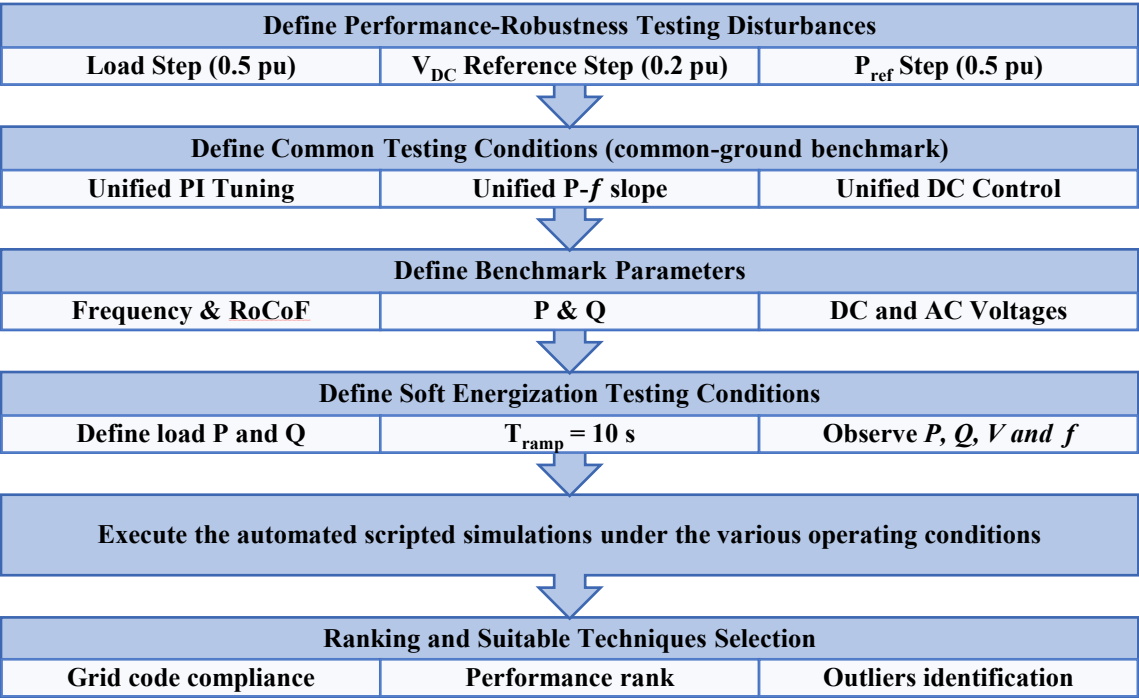 Define Performance-Robustness Testing Disturbances
Load Step (0.5 pu)
V_DC Reference Step (0.2 pu)
P_ref Step (0.5 pu)
Define Common Testing Conditions (common-ground benchmark)
Unified PI Tuning
Unified P-f slope
Unified DC Control
Define Benchmark Parameters
Frequency & RoCoF
P & Q
DC and AC Voltages
Define Soft Energization Testing Conditions
Define load P and Q
T_ramp = 10 s
Observe P, Q, V and f
Execute the automated scripted simulations under the various operating conditions
Ranking and Suitable Techniques Selection
Grid code compliance
Performance rank
Outliers identification